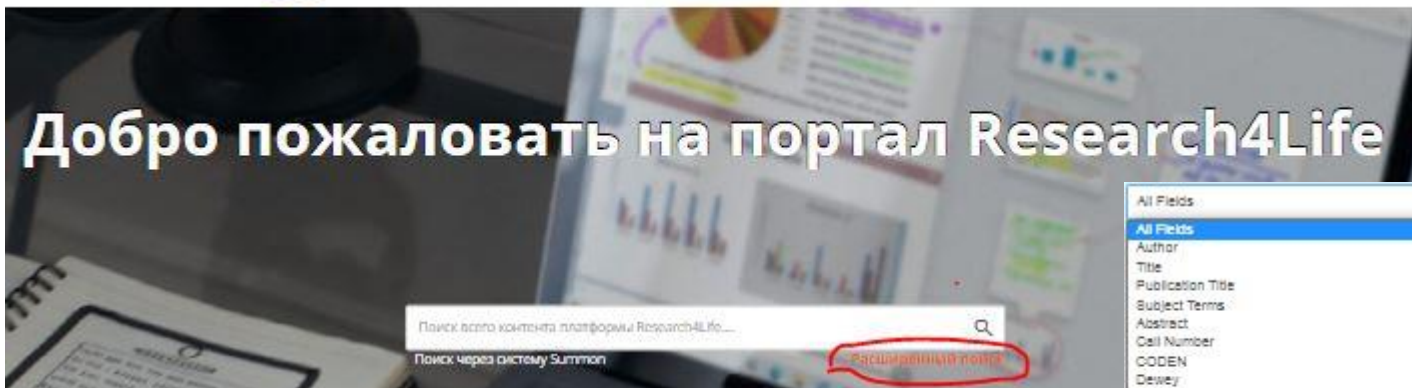 Добро пожаловать на портал Research4Life
Поиск всего контента платформы Research4Life....
Поиск через систему Summon
Расширенный поиск
All Fields
All Fields
Author
Title
Publication Title
Subject Terms
Abstract
Call Number
CODEN
Dewey